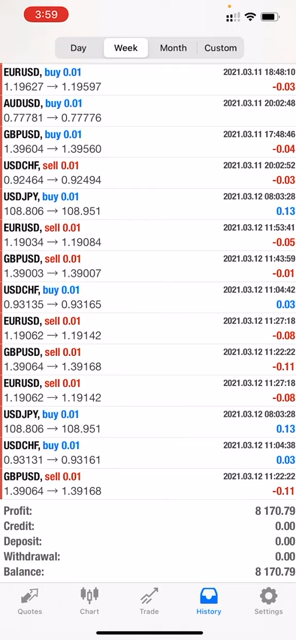 3:59
Day Week Month Custom
EURUSD, buy 0.01 2021.03.11 18:48:10
1.19627 → 1.19597 -0.03
AUDUSD, buy 0.01 2021.03.11 20:02:48
0.77781 → 0.77776
GBPUSD, buy 0.01 2021.03.11 17:48:46
1.39604 → 1.39560 -0.04
USDCHF, sell 0.01 2021.03.11 20:02:52
0.92464 → 0.92494 -0.03
USDJPY, buy 0.01 2021.03.12 08:03:28
108.806 → 108.951 0.13
EURUSD, sell 0.01 2021.03.12 11:53:41
1.19034 → 1.19084 -0.05
GBPUSD, sell 0.01 2021.03.12 11:43:59
1.39003 → 1.39007 -0.01
USDCHF, buy 0.01 2021.03.12 11:04:42
0.93135 → 0.93165 0.03
EURUSD, sell 0.01 2021.03.12 11:27:18
1.19062 → 1.19142 -0.08
GBPUSD, sell 0.01 2021.03.12 11:22:22
1.39064 → 1.39168 -0.11
EURUSD, sell 0.01 2021.03.12 11:27:18
1.19062 → 1.19142 -0.08
USDJPY, buy 0.01 2021.03.12 08:03:28
108.806 → 108.951 0.13
USDCHF, buy 0.01 2021.03.12 11:04:38
0.93131 → 0.93161 0.03
GBPUSD, sell 0.01 2021.03.12 11:22:22
1.39064 → 1.39168 -0.11
Profit: 8 170.79
Credit: 0.00
Deposit: 0.00
Withdrawal: 0.00
Balance: 8 170.79
Quotes Chart Trade History Settings